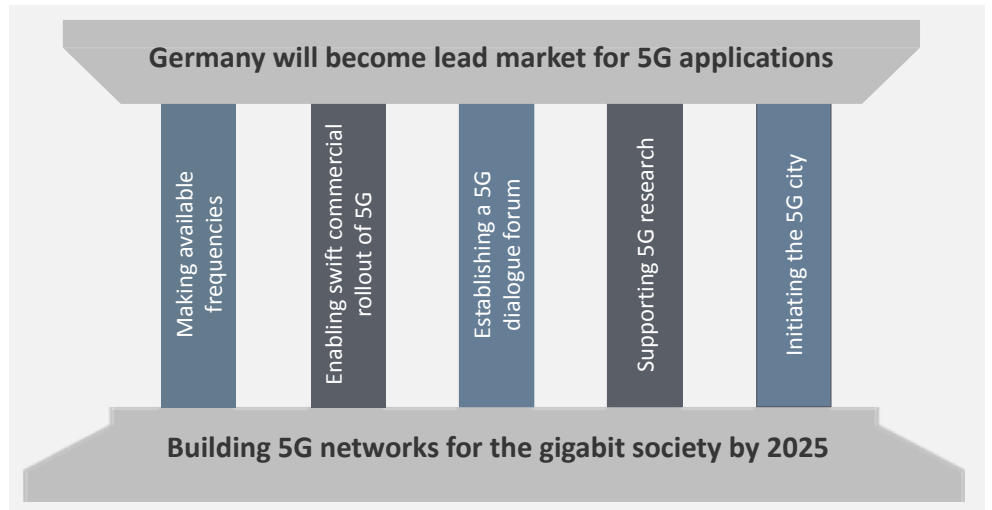 Germany will become lead market for 5G applications
Making available
frequencies
Enabling swift commercial
rollout of 5G
Establishing a 5G
dialogue forum
Supporting 5G research
Initiating the 5G city
Building 5G networks for the gigabit society by 2025